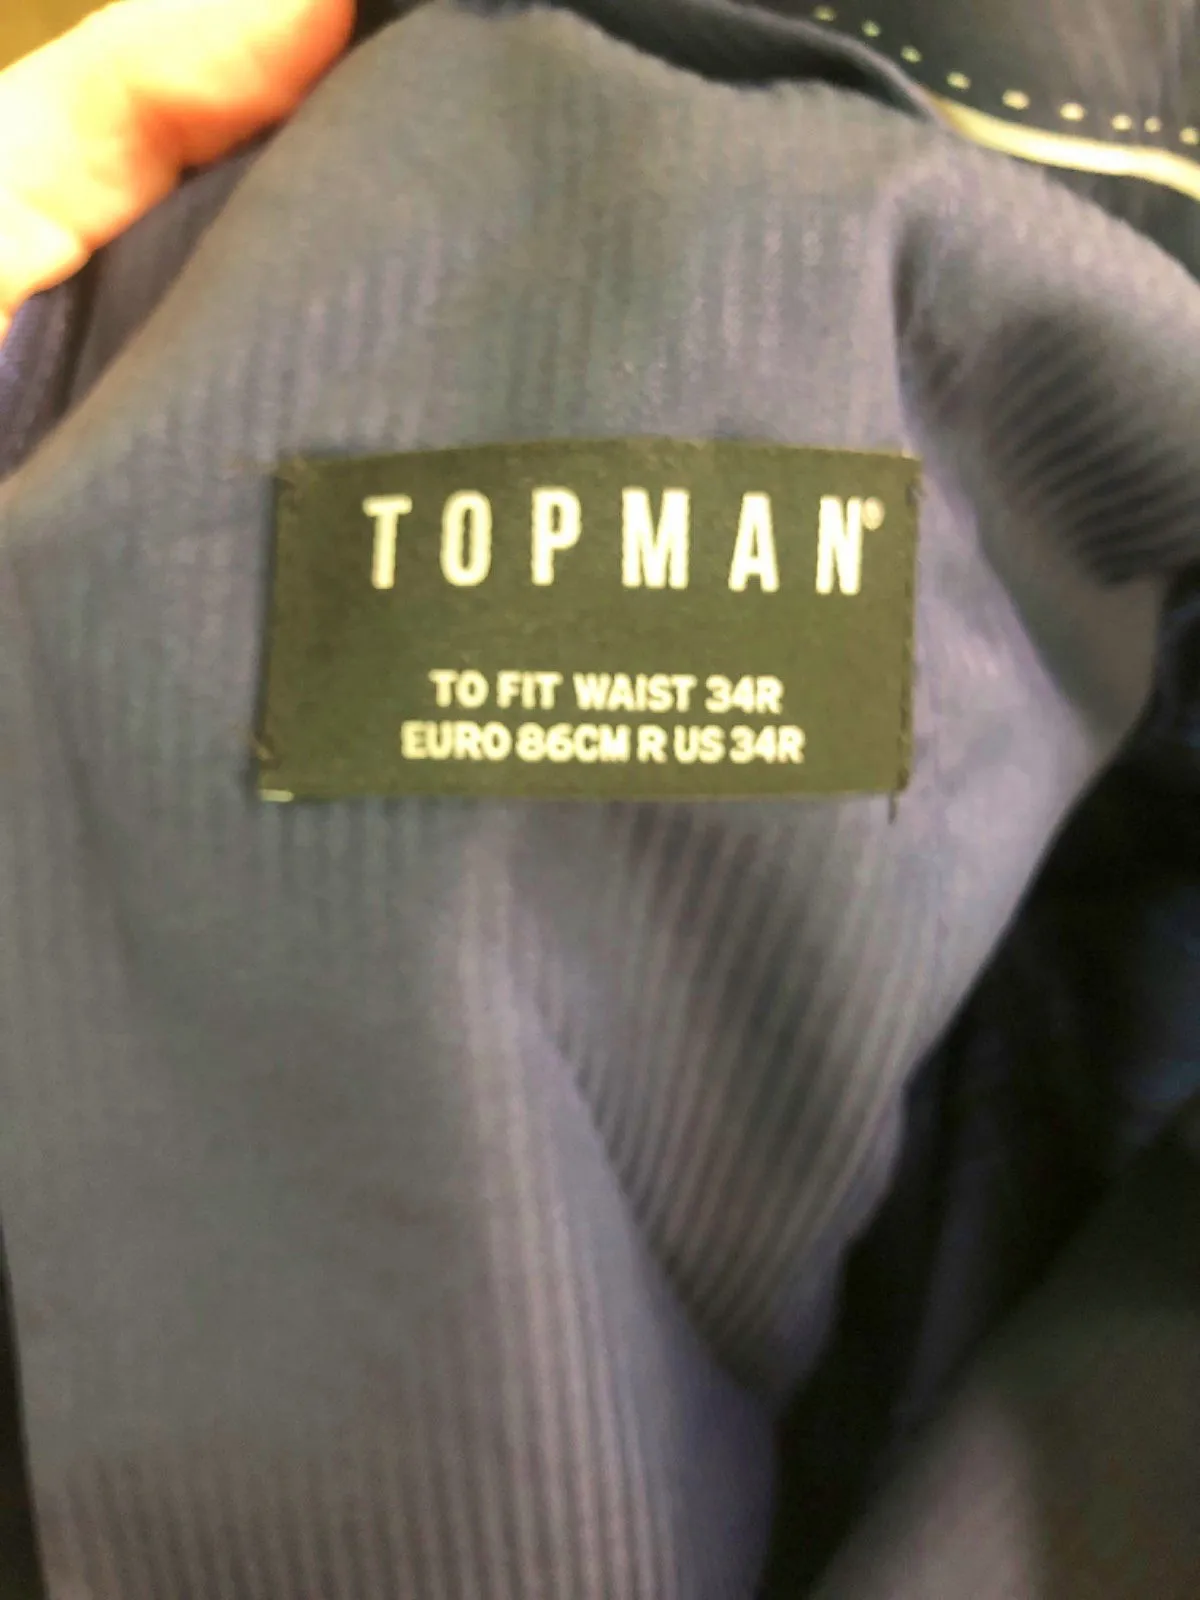 TOPMAN®
TO FIT WAIST 34R
EURO 86CM R US 34R